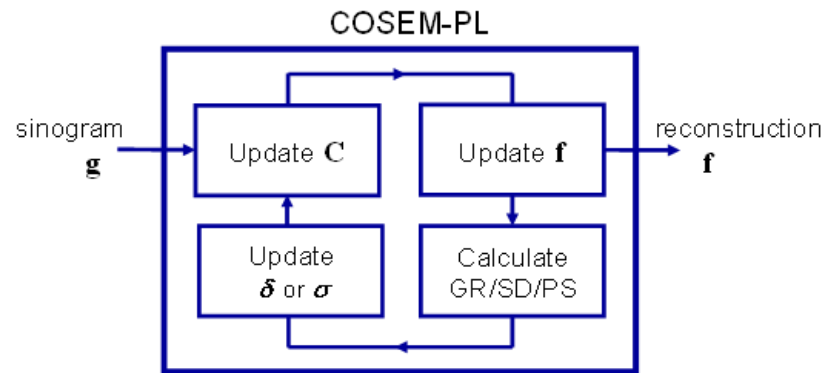 COSEM-PL
sinogram
g
Update C
Update f
reconstruction
f
Update
δ or σ
Calculate
GR/SD/PS